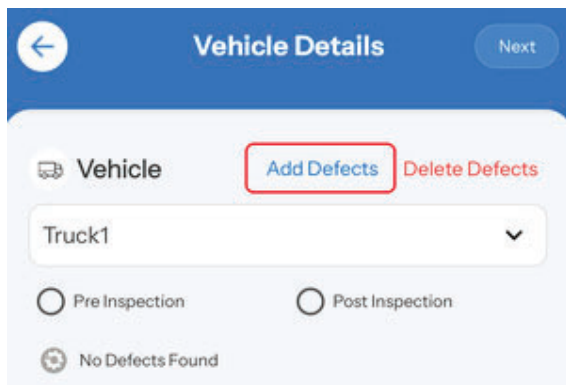 Vehicle Details
Next
Vehicle
Add Defects
Delete Defects
Truck1
Pre Inspection
Post Inspection
No Defects Found